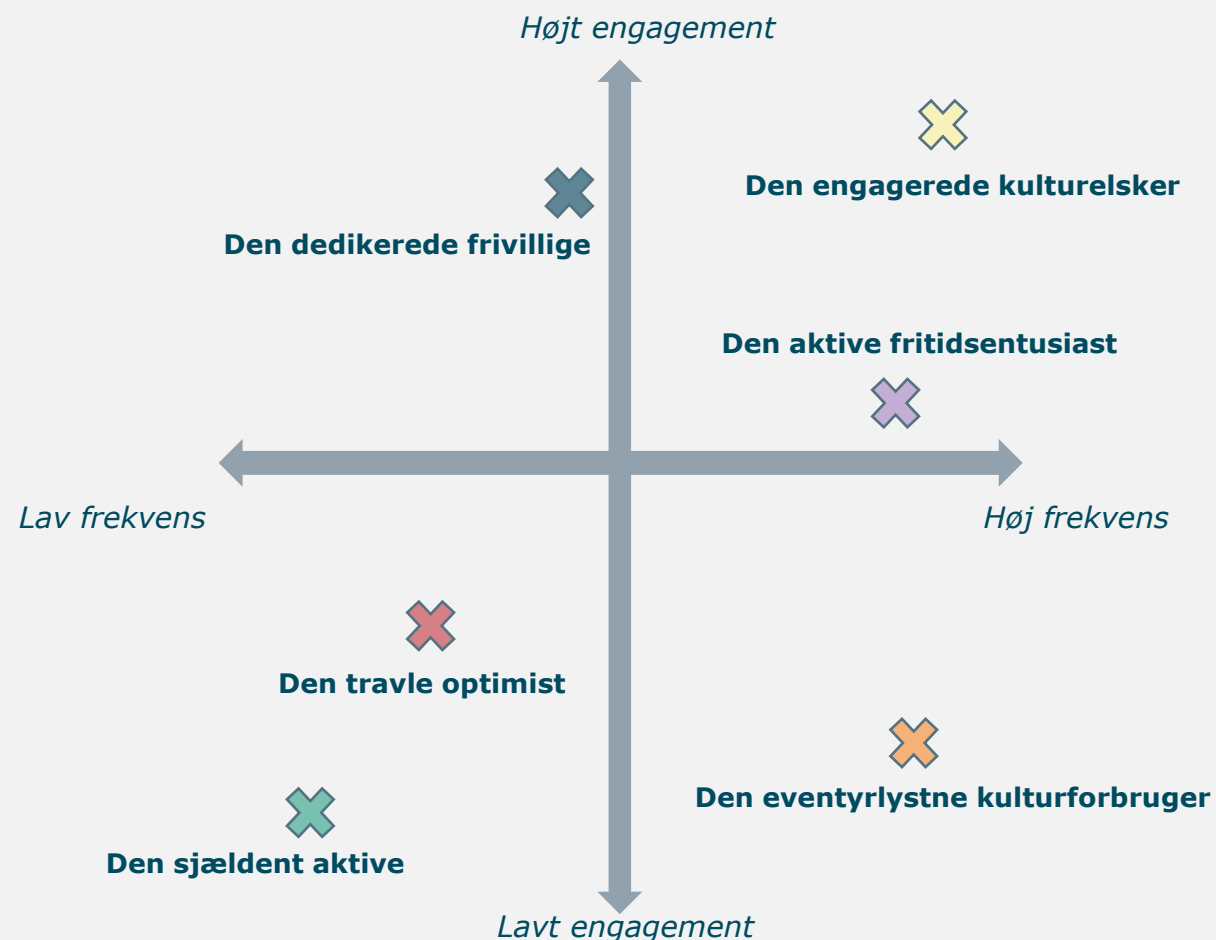 Højt engagement
Den engagerede kulturelsker
Den dedikerede frivillige
Den aktive fritidsentusiast
Lav frekvens
Høj frekvens
Den travle optimist
Den eventyrlystne kulturforbruger
Den sjældent aktive
Lavt engagement